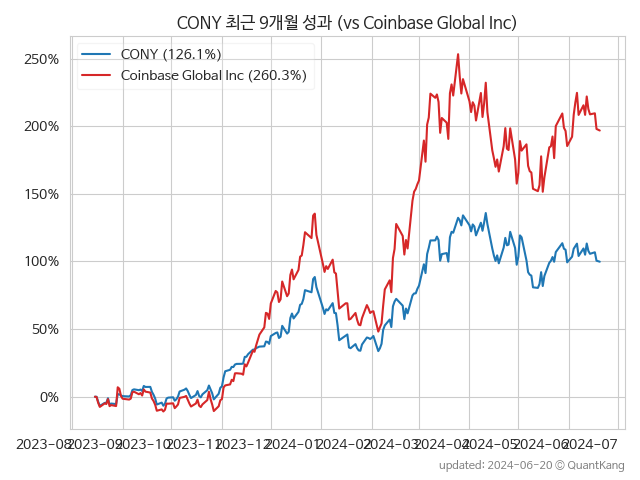 CONY 최근 9개월 성과 (vs Coinbase Global Inc)
CONY (126.1%)
Coinbase Global Inc (260.3%)
250%
200%
150%
100%
50%
0%
2023-08 2023-09 2023-10 2023-11 2023-12 2024-01 2024-02 2024-03 2024-04 2024-05 2024-06 2024-07
updated: 2024-06-20 © QuantKang